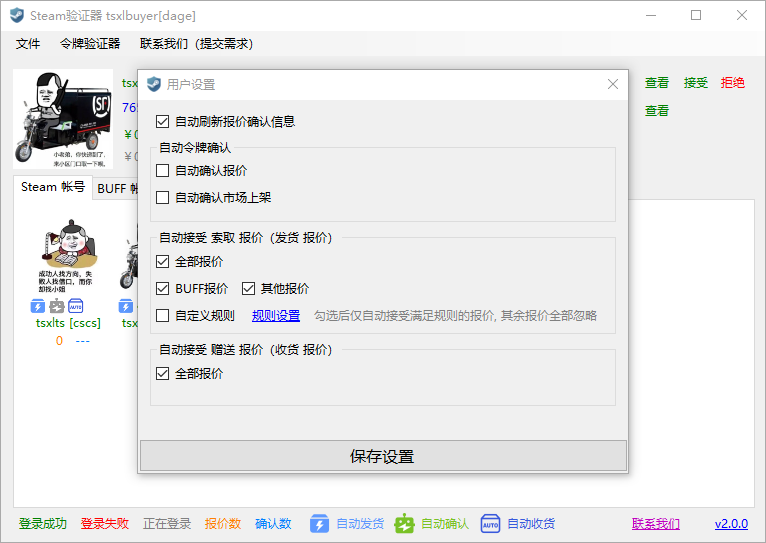 Steam验证器 tsxlbuyer[dage]
文件 令牌验证器 联系我们（提交需求）
tsx
76
¥0
¥0
小老弟，你快递到了，
来小区门口取一下呗。
查看 接受 拒绝
查看
Steam 帐号 BUFF 帐
成功人找方向、失
败人找借口，而你
却找小姐
AUTO
tsxlts [cscs] tsx
0 ---
用户设置
自动刷新报价确认信息
自动令牌确认
自动确认报价
自动确认市场上架
自动接受 索取 报价（发货 报价）
全部报价
BUFF报价 其他报价
自定义规则 规则设置 勾选后仅自动接受满足规则的报价, 其余报价全部忽略
自动接受 赠送 报价（收货 报价）
全部报价
保存设置
登录成功 登录失败 正在登录 报价数 确认数 自动发货 自动确认 AUTO 自动收货 联系我们 v2.0.0